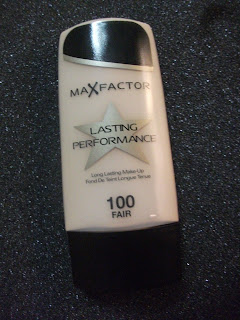 MAXFACTOR
LASTING
PERFORMANCE
Long Lasting Make-Up
Fond De Teint Longue Tenue
100
FAIR